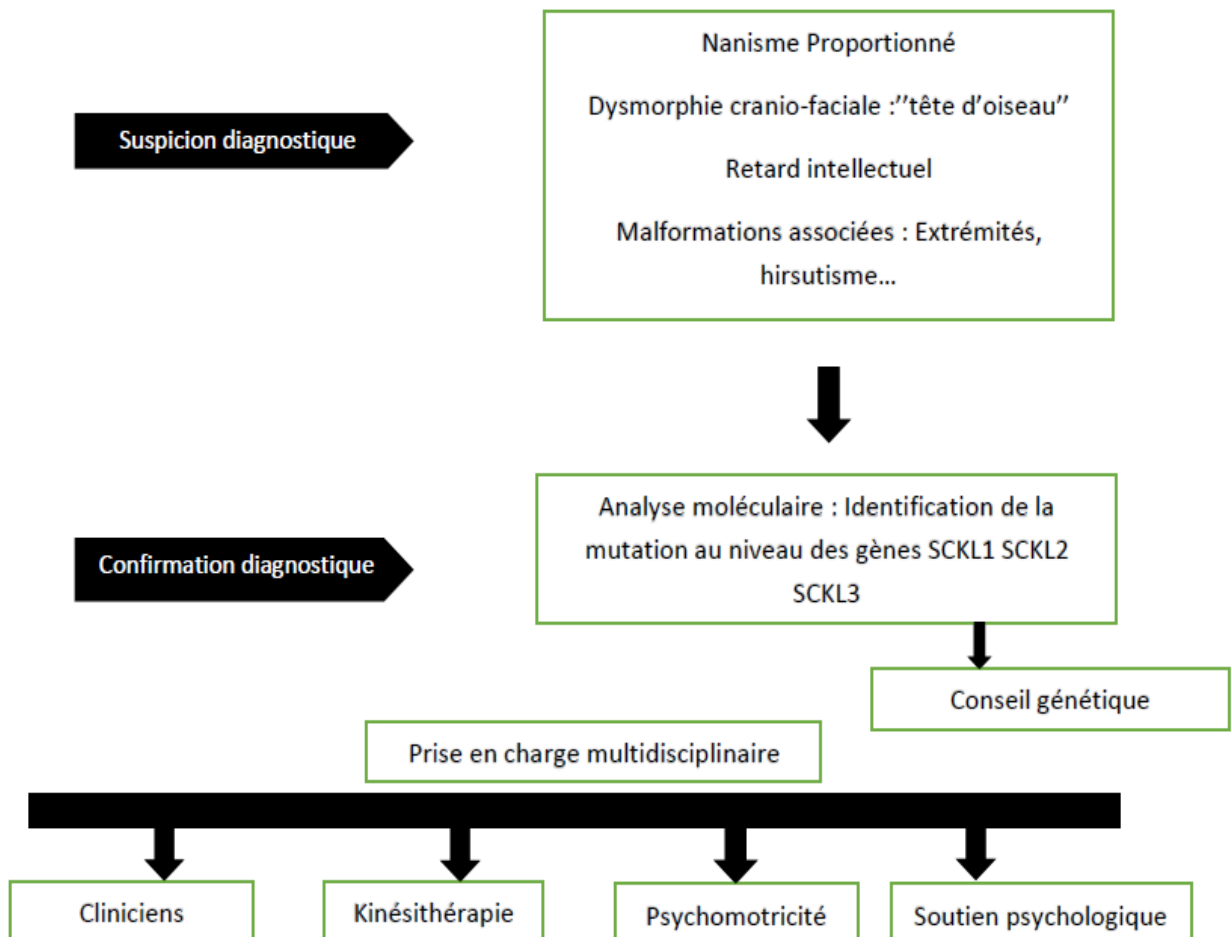 Nanisme Proportionné
Dysmorphie cranio-faciale :’’tête d’oiseau’’
Suspicion diagnostique
Retard intellectuel
Malformations associées : Extrémités,
hirsutisme…
Analyse moléculaire : Identification de la
mutation au niveau des gènes SCKL1 SCKL2
SCKL3
Confirmation diagnostique
Conseil génétique
Prise en charge multidisciplinaire
Cliniciens
Kinésithérapie
Psychomotricité
Soutien psychologique